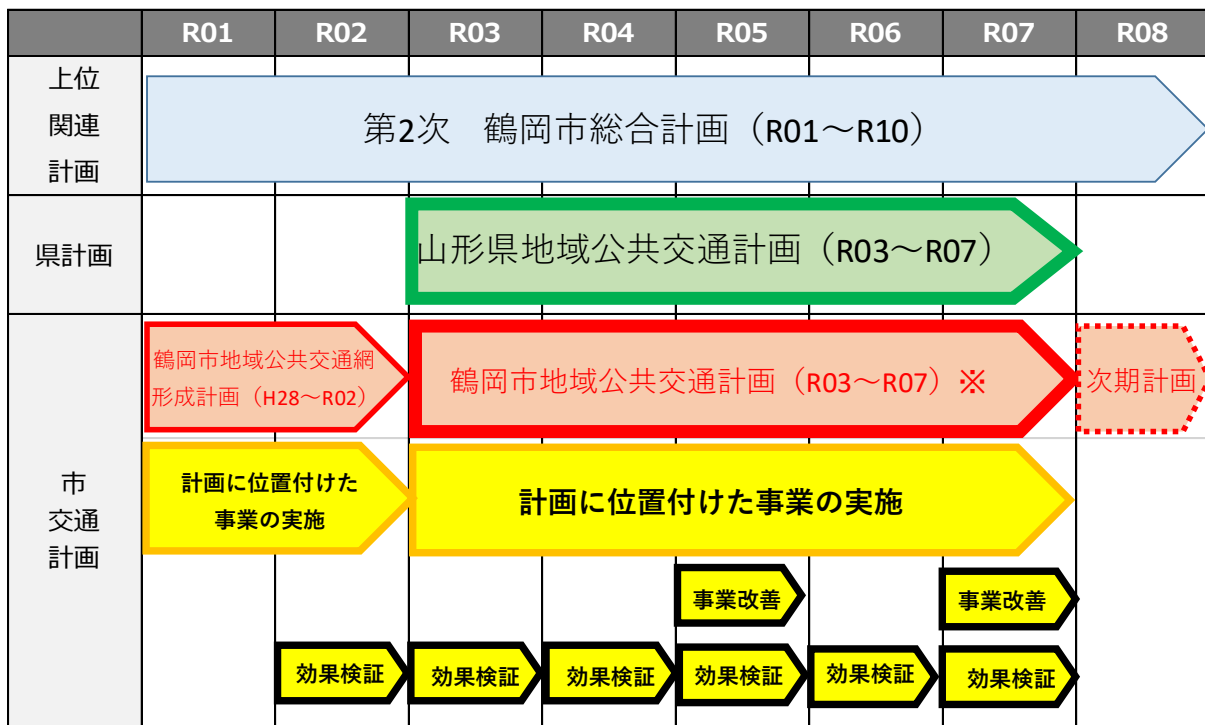 R01 R02 R03 R04 R05 R06 R07 R08
上位
関連
計画
第2次　鶴岡市総合計画（R01～R10）
県計画
山形県地域公共交通計画（R03～R07）
市
交通
計画
鶴岡市地域公共交通網
形成計画（H28～R02）
鶴岡市地域公共交通計画（R03～R07）※
次期計画
計画に位置付けた
事業の実施
計画に位置付けた事業の実施
事業改善 事業改善
効果検証 効果検証 効果検証 効果検証 効果検証 効果検証